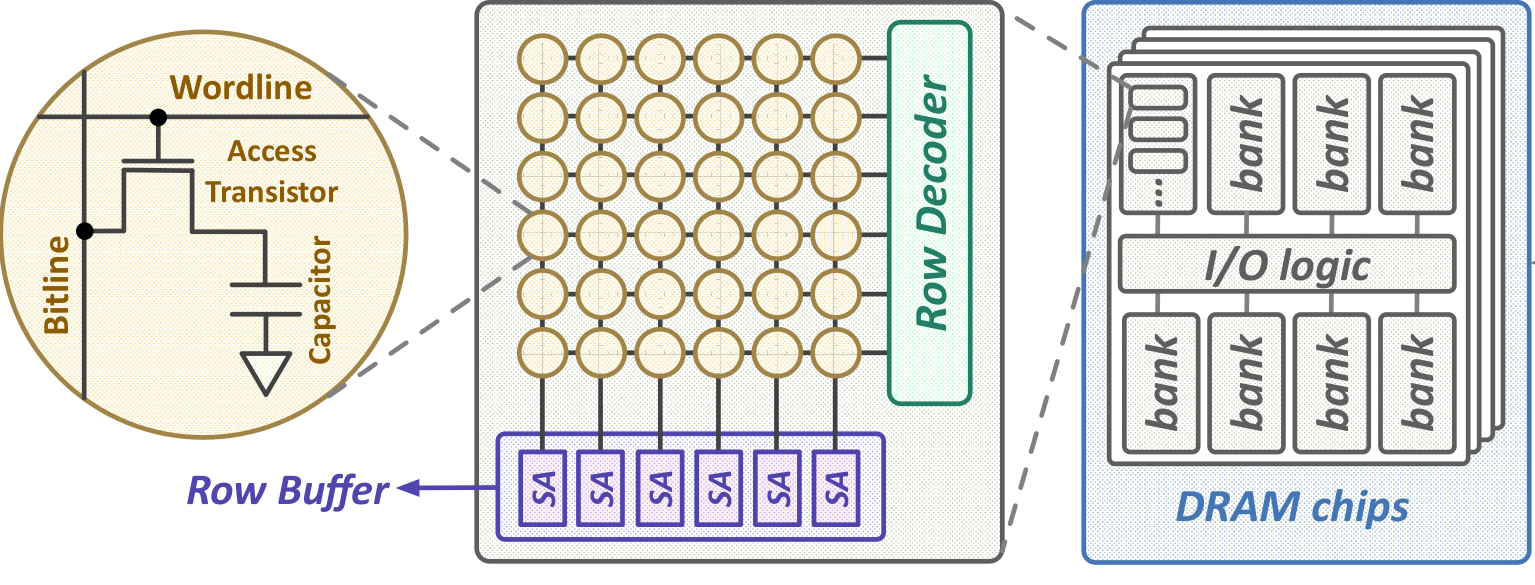 Wordline
Access
Transistor
Bitline
Capacitor
Row Decoder
SA
SA
SA
SA
SA
SA
Row Buffer
...
bank
bank
bank
I/O logic
bank
bank
bank
bank
DRAM chips